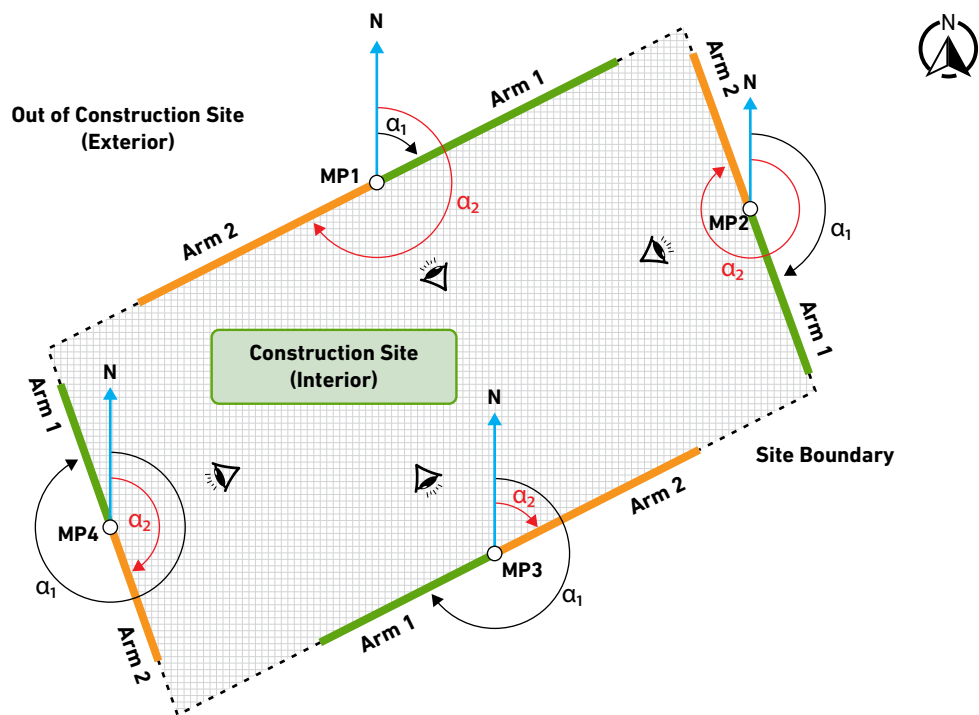 N
N
Out of Construction Site
(Exterior)
α1
Arm 1
Arm 2
N
MP1
α2
Arm 2
MP2
α1
α2
Arm 1
Construction Site
(Interior)
Arm 1
N
N
Site Boundary
α2
Arm 2
MP4
α2
α1
MP3
α1
Arm 1
Arm 2